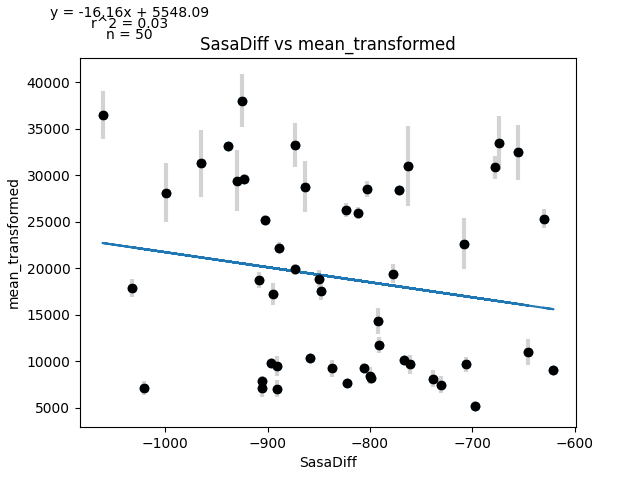 y = -16.16x + 5548.09
r^2 = 0.03
n = 50
SasaDiff vs mean_transformed
40000
35000
30000
25000
20000
15000
10000
5000
mean_transformed
−1000
−900
−800
−700
−600
SasaDiff